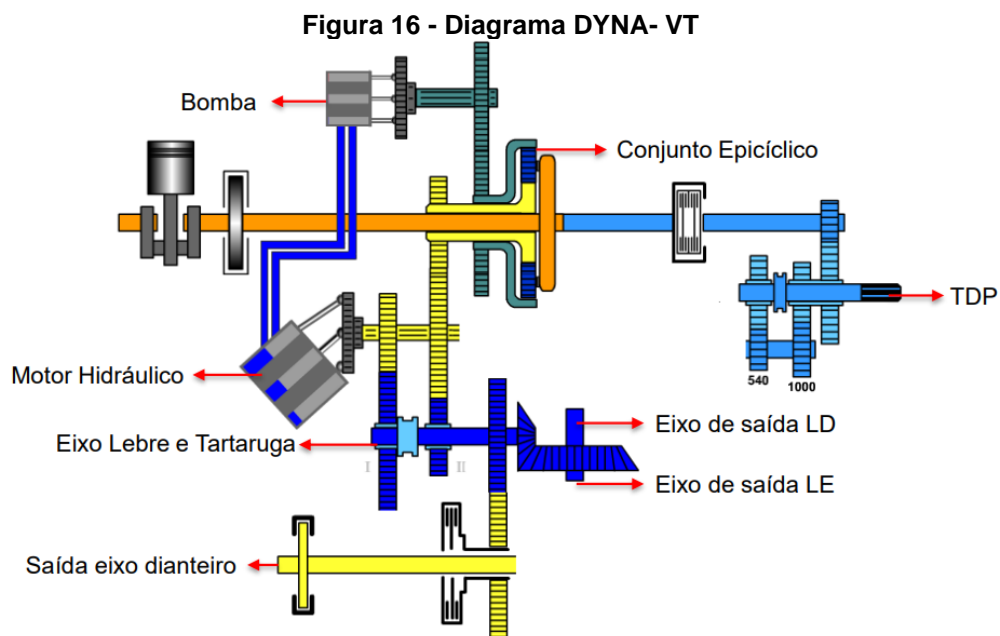 Figura 16 - Diagrama DYNA- VT
Bomba
Conjunto Epicíclico
TDP
540
1000
Motor Hidráulico
Eixo Lebre e Tartaruga
I
II
Eixo de saída LD
Eixo de saída LE
Saída eixo dianteiro